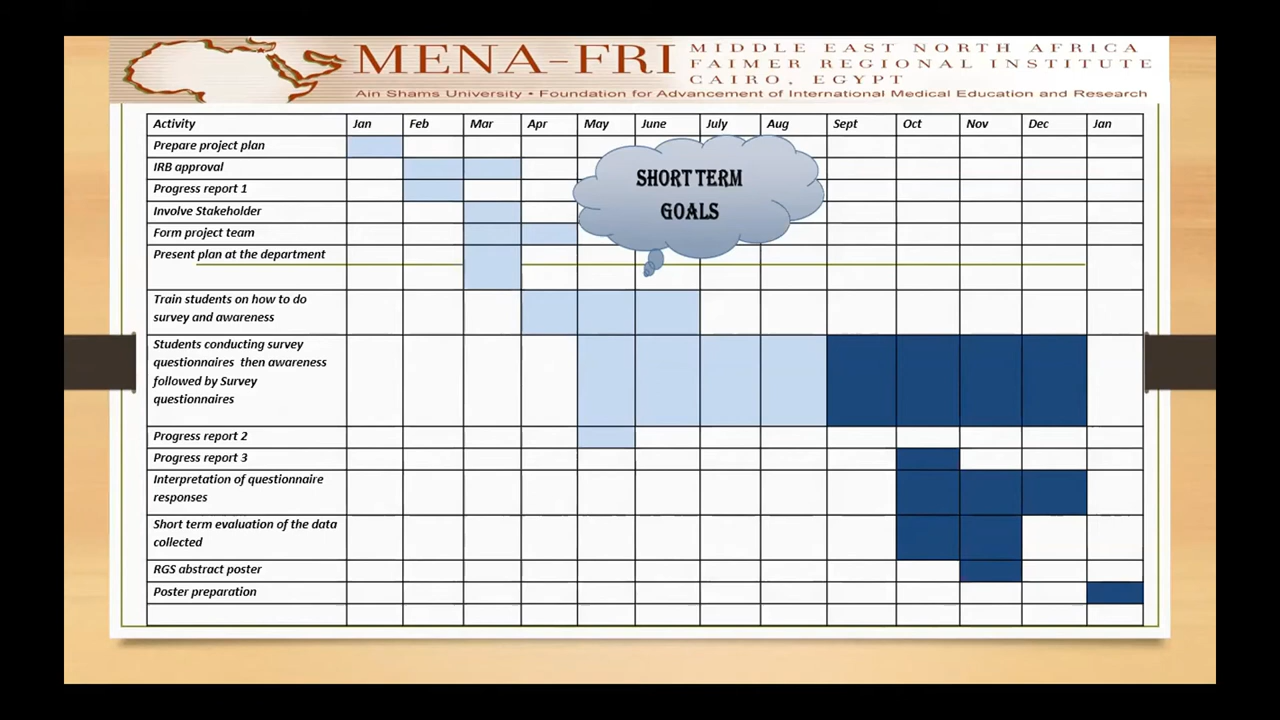 MENA-FRI
MIDDLE EAST NORTH AFRICA
FAIMER REGIONAL INSTITUTE
CAIRO, EGYPT
Ain Shams University • Foundation for Advancement of International Medical Education and Research
Activity Jan Feb Mar Apr May June July Aug Sept Oct Nov Dec Jan
Prepare project plan
IRB approval
Progress report 1
Involve Stakeholder
Form project team
Present plan at the department
SHORT TERM
GOALS
Train students on how to do
survey and awareness
Students conducting survey
questionnaires then awareness
followed by Survey
questionnaires
Progress report 2
Progress report 3
Interpretation of questionnaire
responses
Short term evaluation of the data
collected
RGS abstract poster
Poster preparation